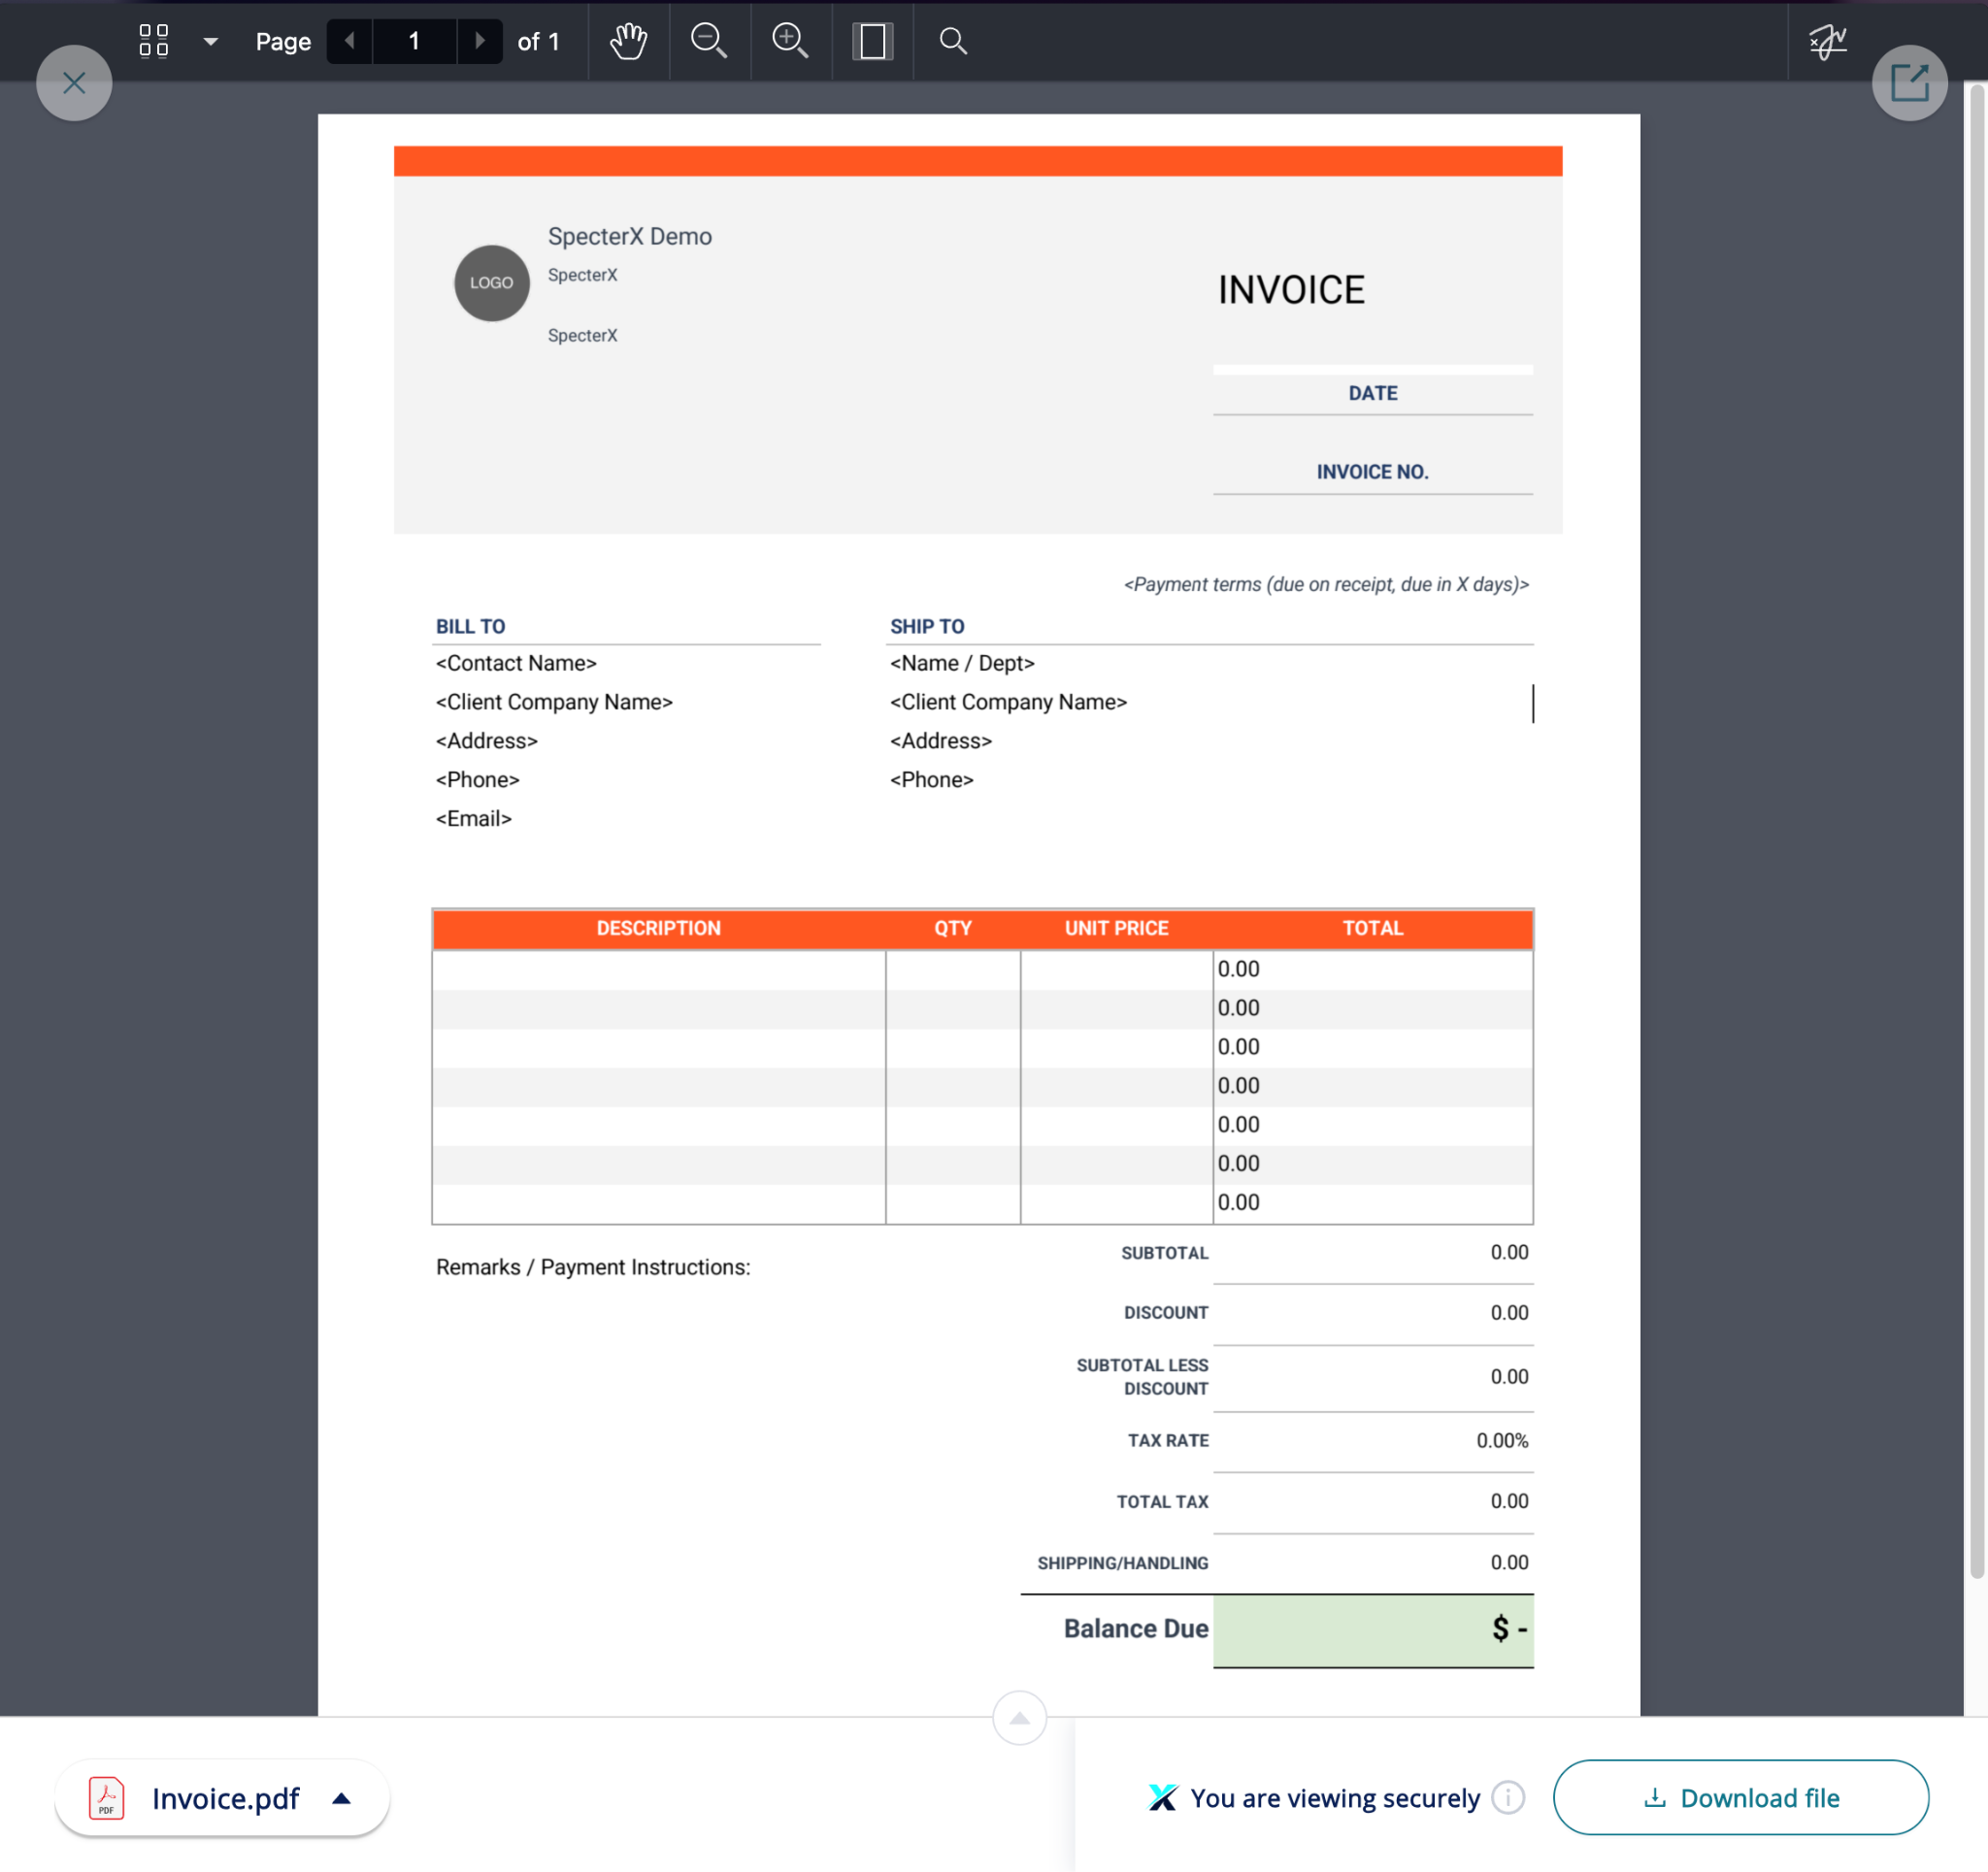 Page 1 of 1
SpecterX Demo
LOGO
SpecterX
SpecterX
INVOICE
DATE
INVOICE NO.
<Payment terms (due on receipt, due in X days)>
BILL TO
<Contact Name>
<Client Company Name>
<Address>
<Phone>
<Email>
SHIP TO
<Name / Dept>
<Client Company Name>
<Address>
<Phone>
DESCRIPTION QTY UNIT PRICE TOTAL
0.00
0.00
0.00
0.00
0.00
0.00
0.00
Remarks / Payment Instructions:
SUBTOTAL 0.00
DISCOUNT 0.00
SUBTOTAL LESS
DISCOUNT 0.00
TAX RATE 0.00%
TOTAL TAX 0.00
SHIPPING/HANDLING 0.00
Balance Due $ -
PDF
Invoice.pdf
You are viewing securely
Download file